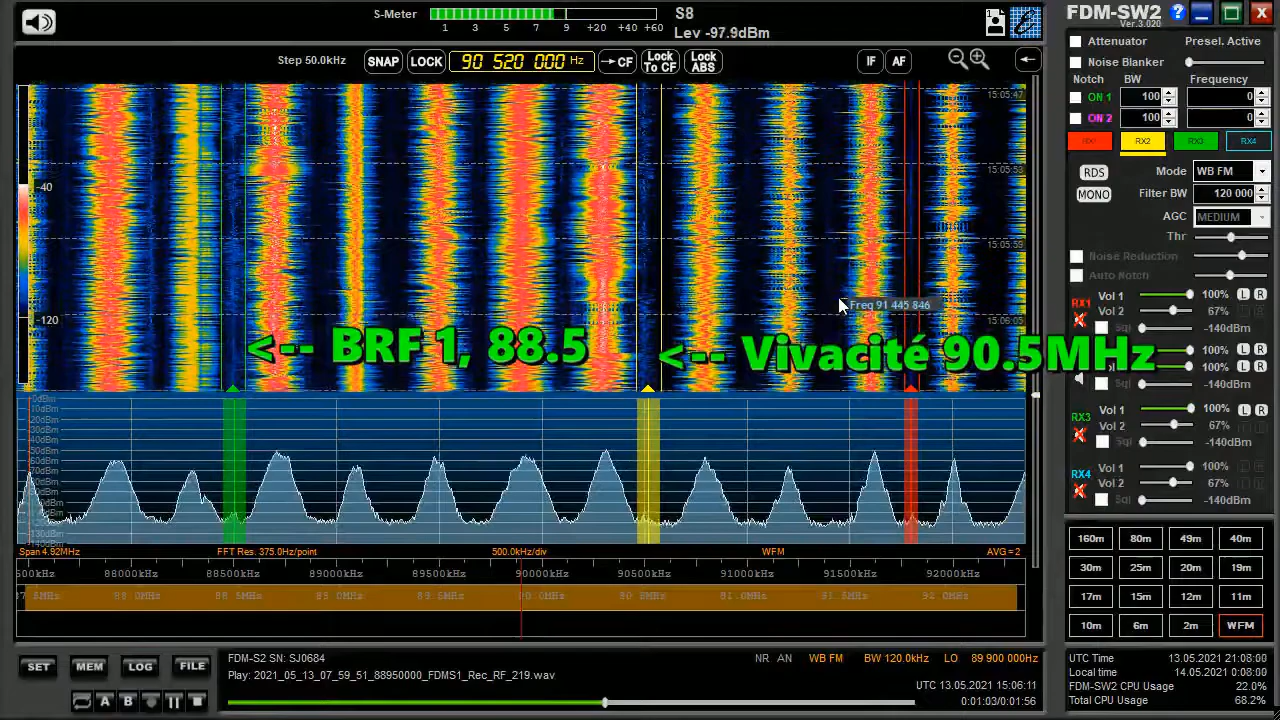 S-Meter
1 3 5 7 9 +20 +40 +60
S8
Lev -97.9dBm
FDM-SW2 ?
Ver.3.020
Step 50.0kHz
SNAP
LOCK
90 520 000 Hz
→CF
Lock To CF
Lock ABS
IF
AF
Attenuator
Presel. Active
Noise Blanker
Notch BW Frequency
ON 1 100 0
ON 2 100 0
RX2 RX3 RX4
RDS Mode WB FM
MONO Filter BW 120 000
AGC MEDIUM
Thr
Noise Reduction
Auto Notch
15:05:47
15:05:53
15:05:59
15:06:05
-40
-120
Freq 91 445 846
<-- BRF 1, 88.5
<-- Vivacité 90.5MHz
RX1 Vol 1 100% L R
Vol 2 67%
Sql -140dBm
100% L R
100% L R
Sql -140dBm
RX3 Vol 1 100% L R
Vol 2 67%
Sql -140dBm
RX4 Vol 1 100%
Vol 2 67%
Sql -140dBm
Span 4.92MHz
FFT Res. 375.0Hz/point
500.0kHz/div
WFM
AVG=2
500kHz 88000kHz 88500kHz 89000kHz 89500kHz 90000kHz 90500kHz 91000kHz 91500kHz 92000kHz
160m 80m 49m 40m
30m 25m 20m 19m
17m 15m 12m 11m
10m 6m 2m WFM
SET MEM LOG FILE
A B
FDM-S2 SN: SJ0684
NR AN WB FM BW 120.0kHz LO 89 900 000Hz
Play: 2021_05_13_07_59_51_88950000_FDMS1_Rec_RF_219.wav
UTC 13.05.2021 15:06:11
0:01:03/0:01:56
UTC Time 13.05.2021 21:08:00
Local time 14.05.2021 0:08:00
FDM-SW2 CPU Usage 22.0%
Total CPU Usage 68.2%